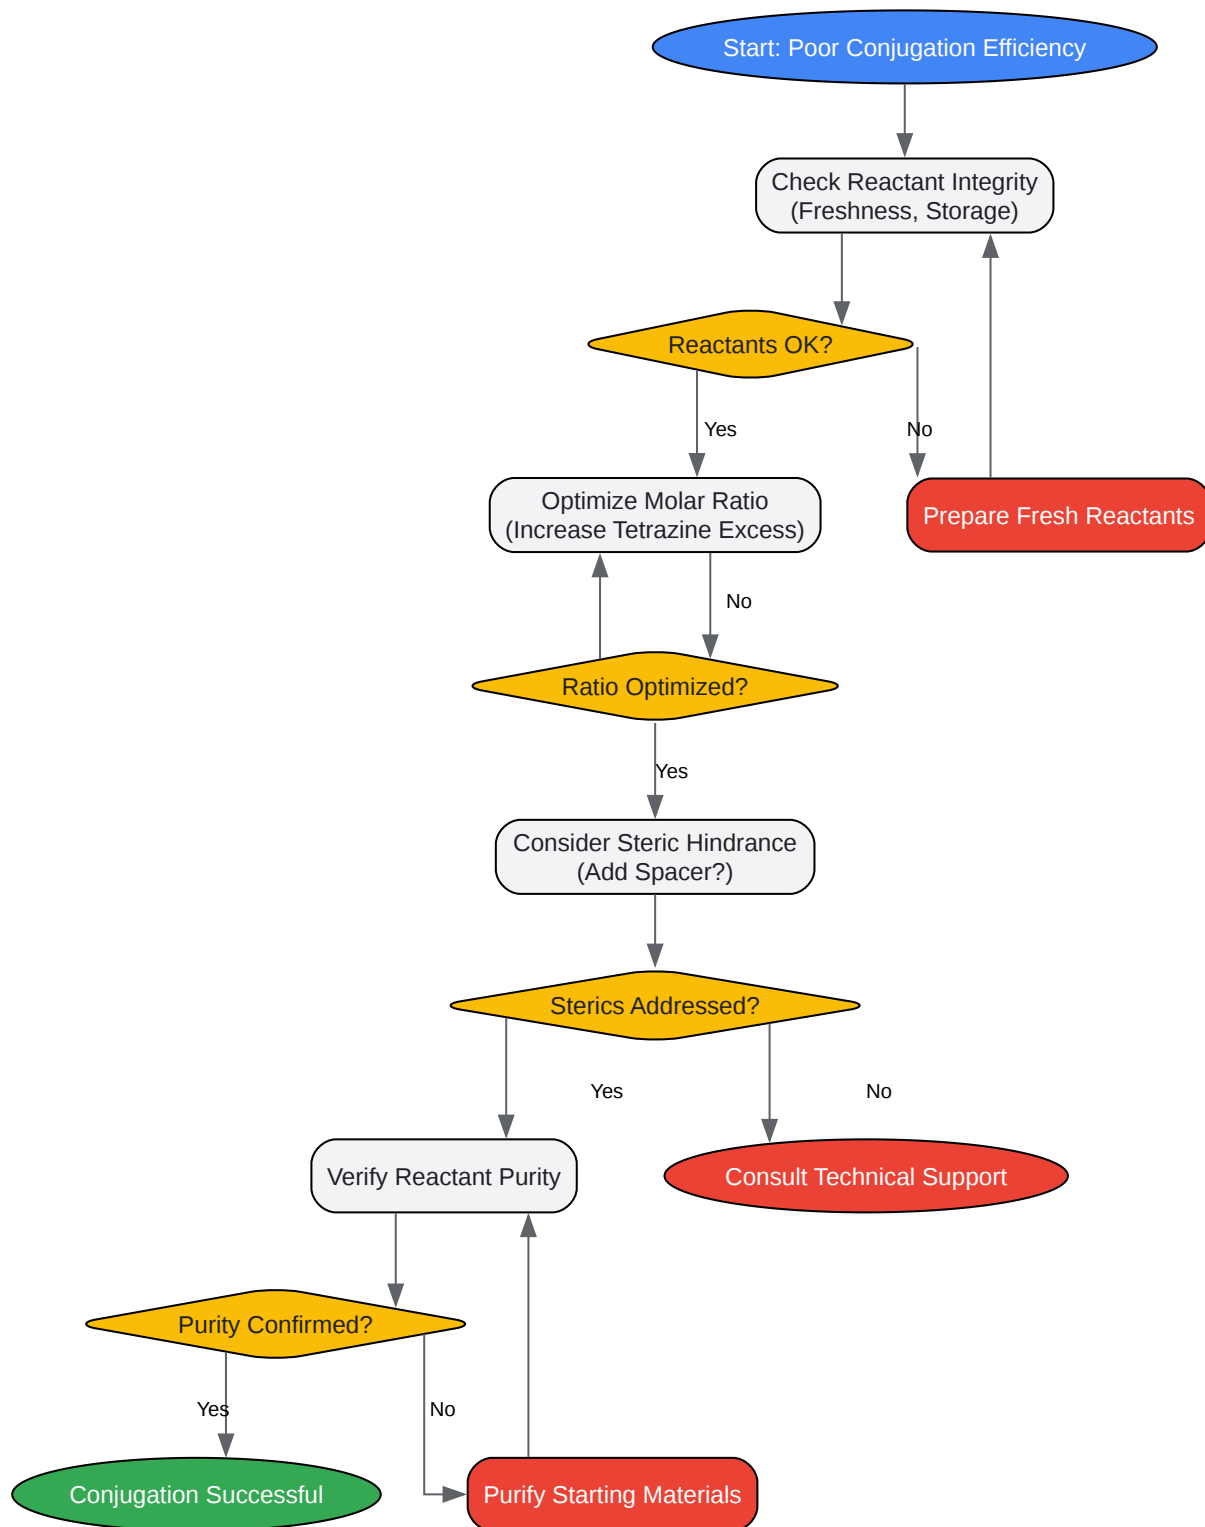 Start: Poor Conjugation Efficiency
Check Reactant Integrity
(Freshness, Storage)
Reactants OK?
Yes
No
Optimize Molar Ratio
(Increase Tetrazine Excess)
Prepare Fresh Reactants
No
Ratio Optimized?
Yes
Consider Steric Hindrance
(Add Spacer?)
Sterics Addressed?
Yes
No
Verify Reactant Purity
Consult Technical Support
Purity Confirmed?
Yes
No
Conjugation Successful
Purify Starting Materials